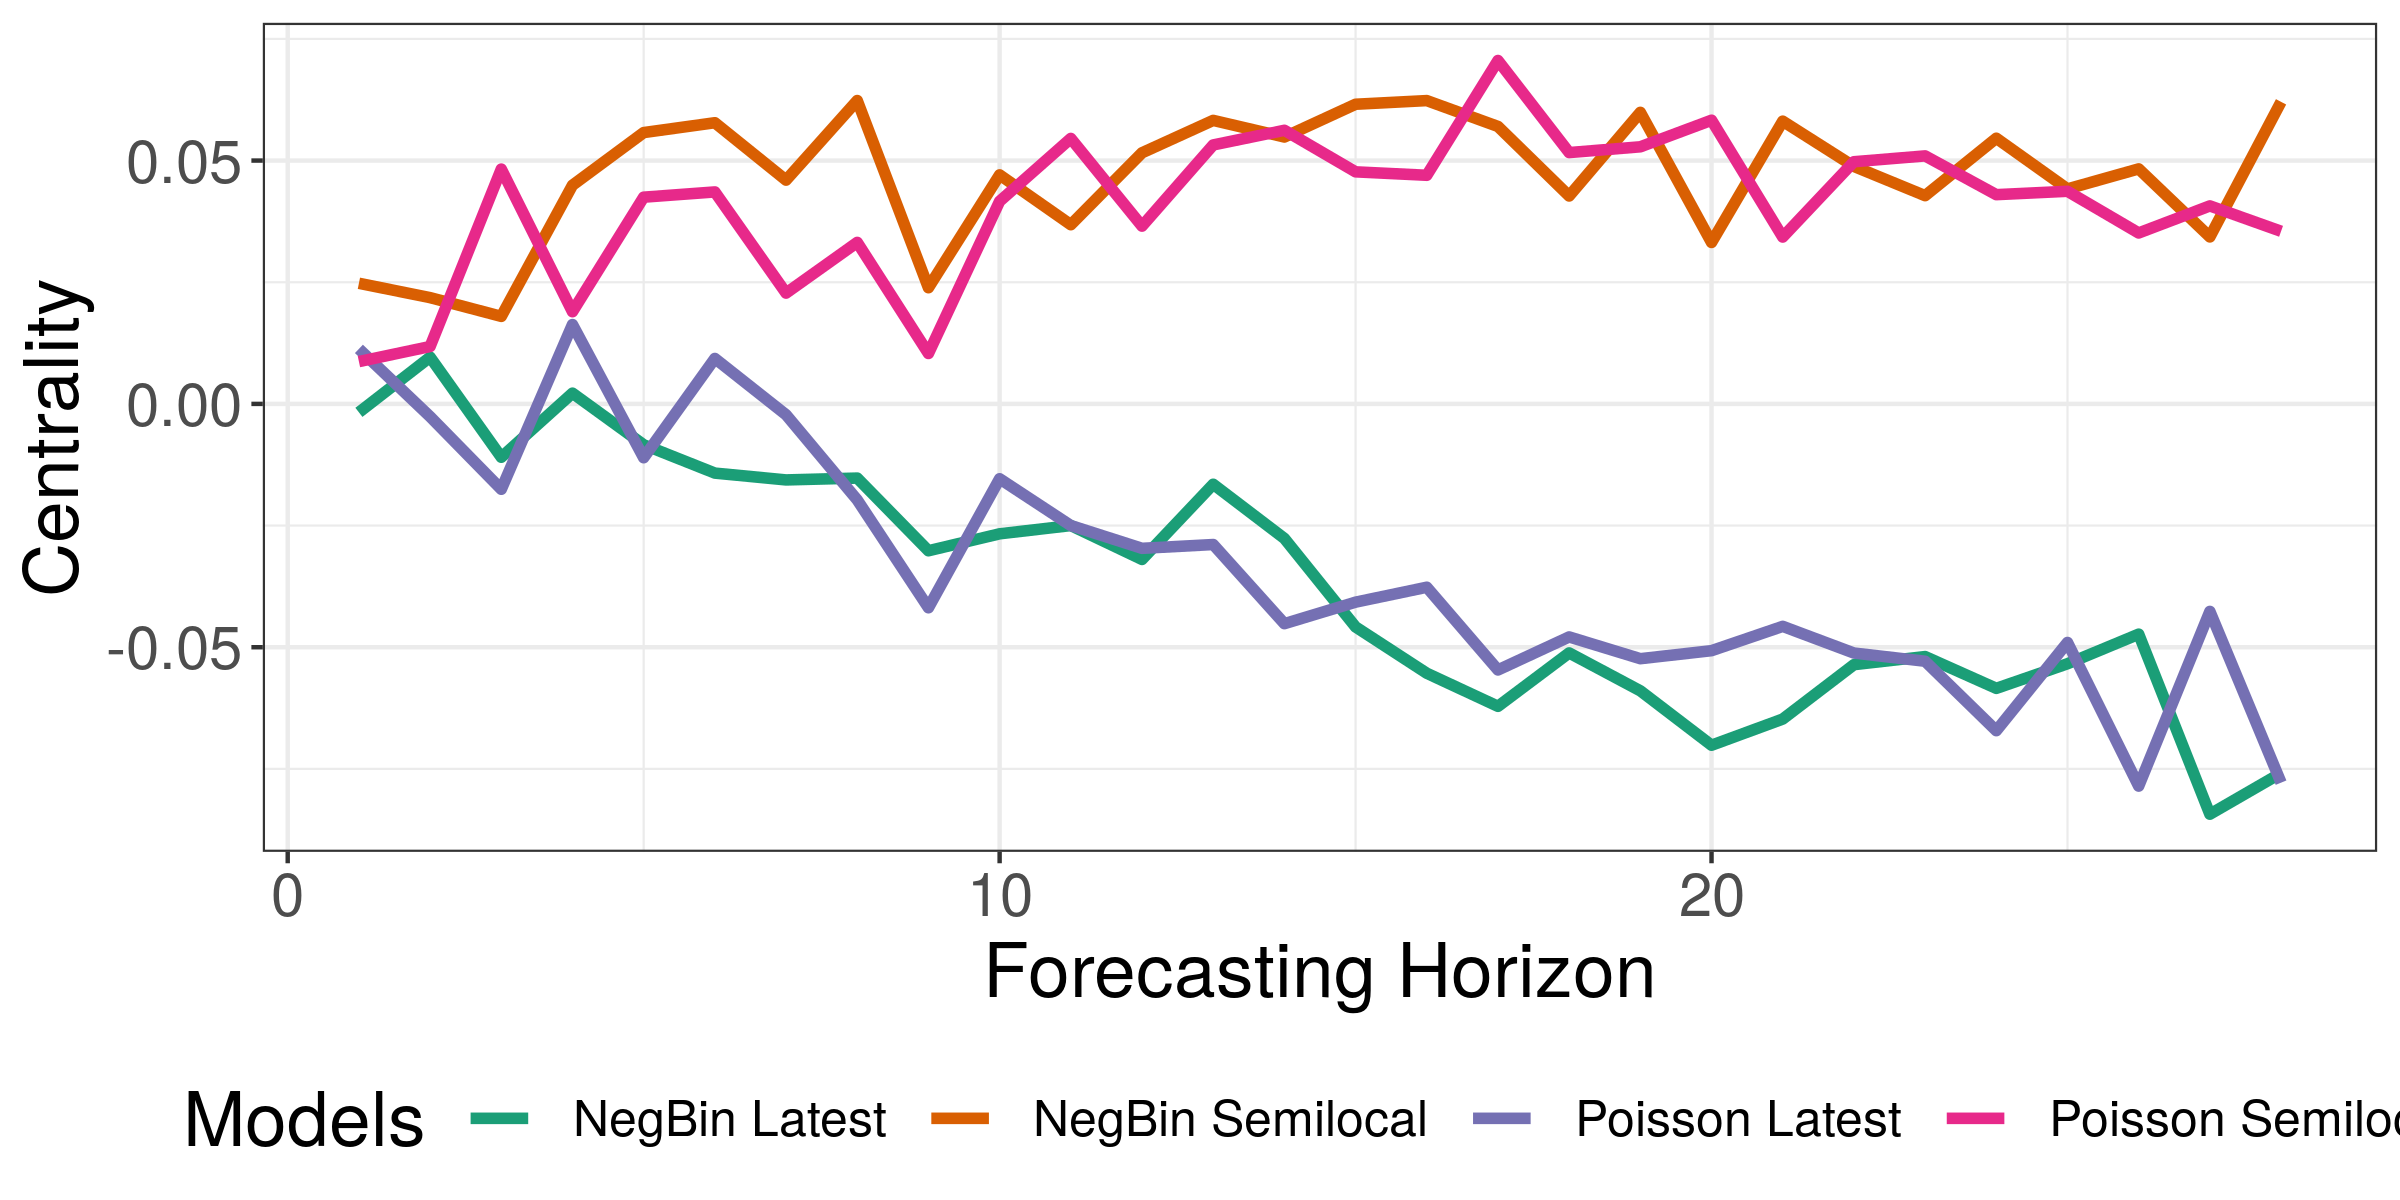 Centrality
0.05
0.00
-0.05
0 10 20
Forecasting Horizon
Models NegBin Latest NegBin Semilocal Poisson Latest Poisson